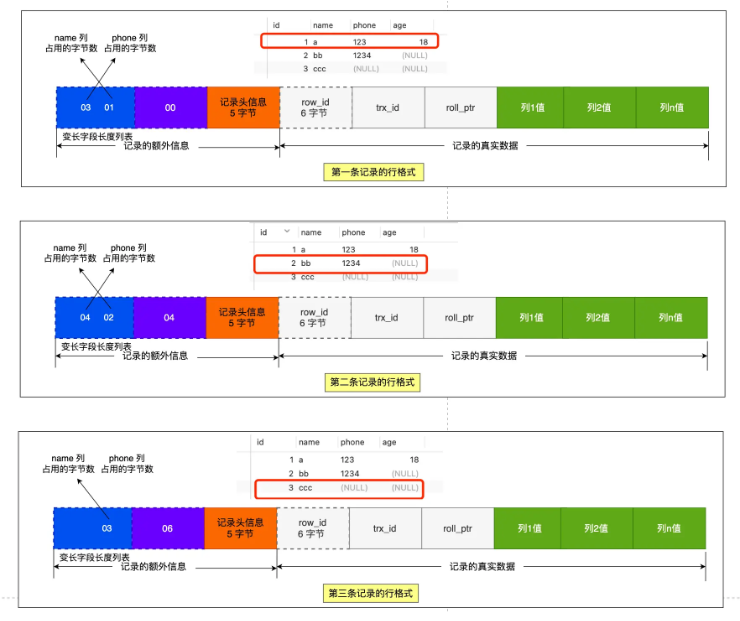 id name phone age
1 a 123 18
2 bb 1234 (NULL)
3 ccc (NULL) (NULL)
name 列 phone 列
占用的字节数 占用的字节数
03 01 00 记录头信息 5 字节 row_id 6 字节 trx_id roll_ptr 列1值 列2值 列n值
变长字段长度列表
记录的额外信息 记录的真实数据
第一条记录的行格式
id name phone age
1 a 123 18
2 bb 1234 (NULL)
3 ccc (NULL) (NULL)
name 列 phone 列
占用的字节数 占用的字节数
04 02 04 记录头信息 5 字节 row_id 6 字节 trx_id roll_ptr 列1值 列2值 列n值
变长字段长度列表
记录的额外信息 记录的真实数据
第二条记录的行格式
id name phone age
1 a 123 18
2 bb 1234 (NULL)
3 ccc (NULL) (NULL)
name 列 phone 列
占用的字节数 占用的字节数
03 06 记录头信息 5 字节 row_id 6 字节 trx_id roll_ptr 列1值 列2值 列n值
变长字段长度列表
记录的额外信息 记录的真实数据
第三条记录的行格式